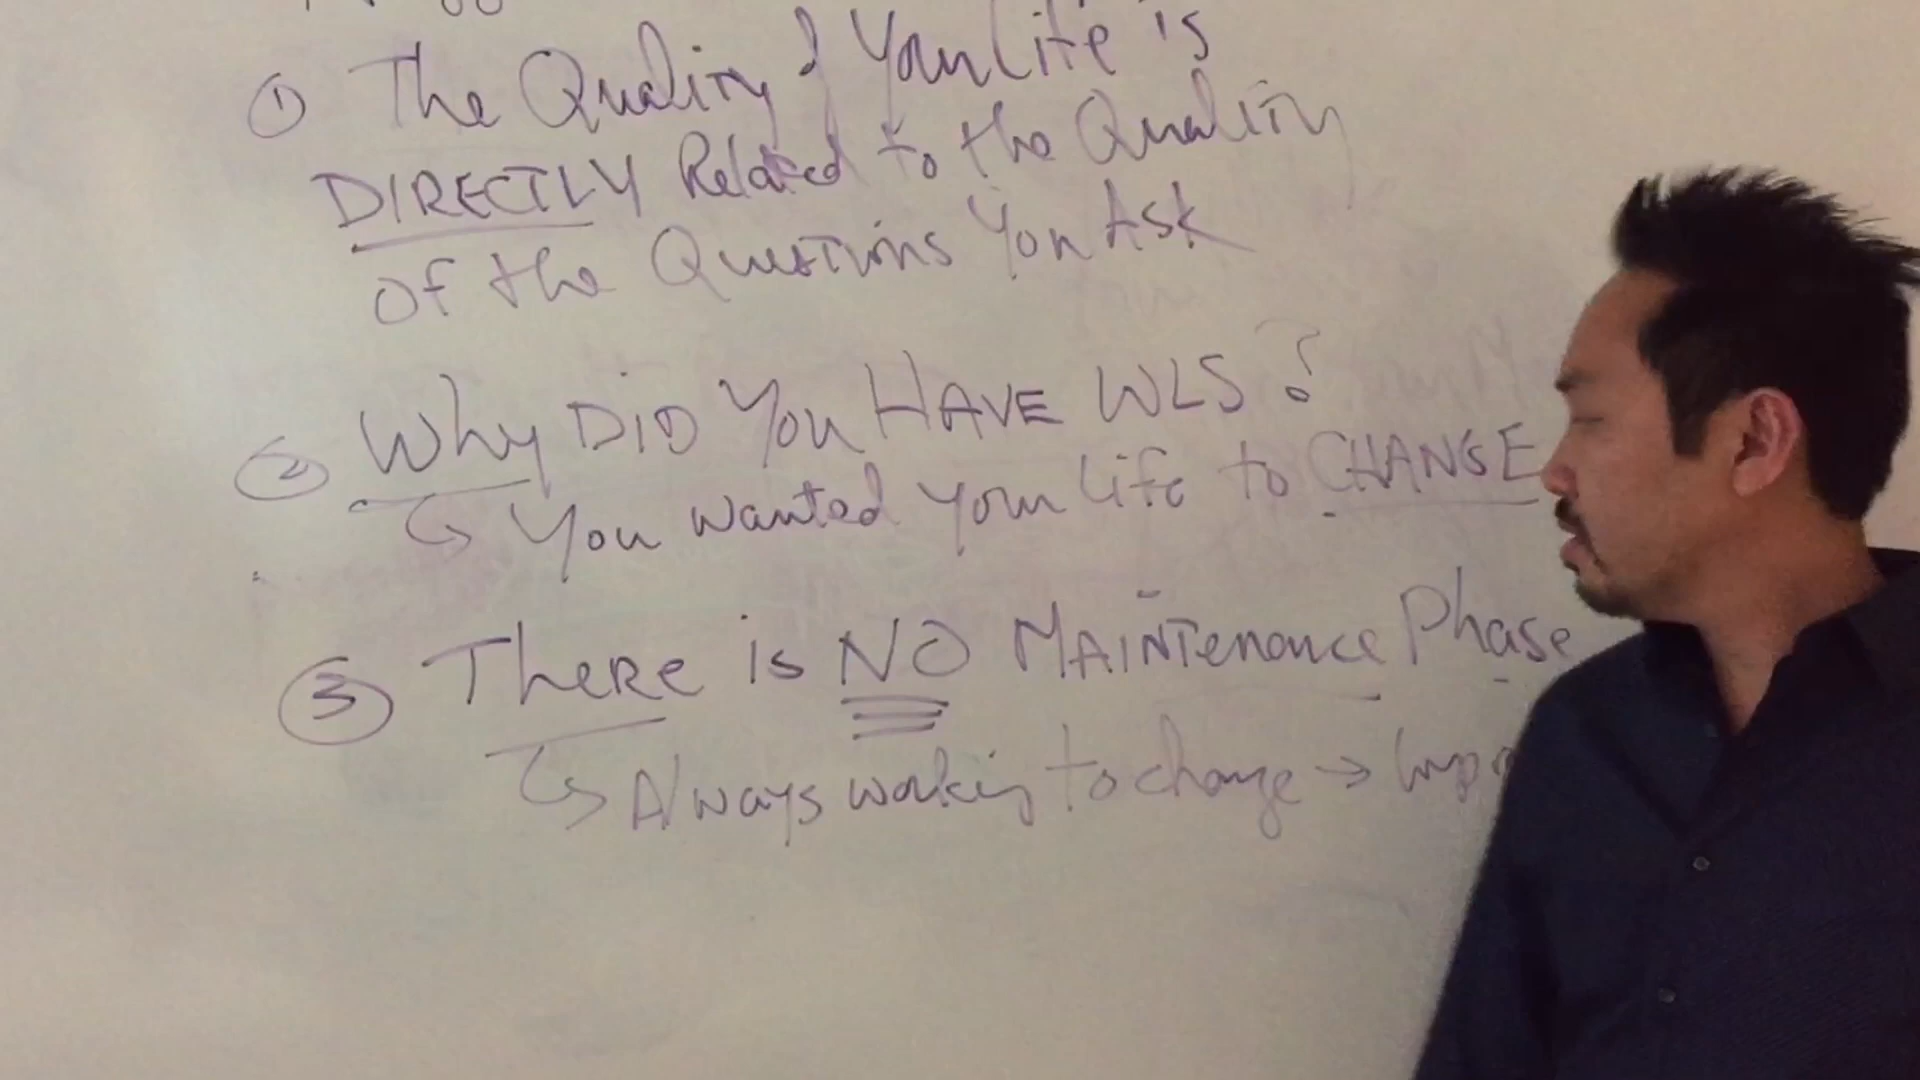 ① The Quality of Your Life is
DIRECTLY Related to the Quality
of the Questions You Ask
② Why DID You HAVE WLS?
↳ You wanted your life to CHANGE
③ There is NO MAINTenance Phase
↳ Always working to change →